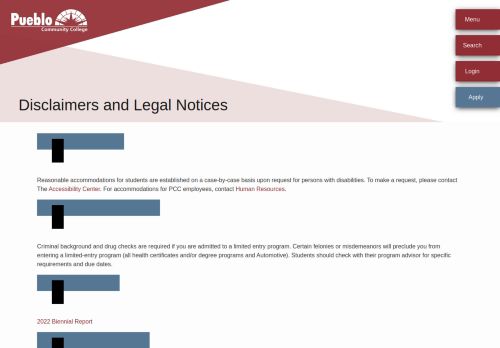 Pueblo
Community College
Menu
Search
Login
Apply
Disclaimers and Legal Notices
Reasonable accommodations for students are established on a case-by-case basis upon request for persons with disabilities. To make a request, please contact
The Accessibility Center. For accommodations for PCC employees, contact Human Resources.
Criminal background and drug checks are required if you are admitted to a limited entry program. Certain felonies or misdemeanors will preclude you from
entering a limited-entry program (all health certificates and/or degree programs and Automotive). Students should check with their program advisor for specific
requirements and due dates.
2022 Biennial Report